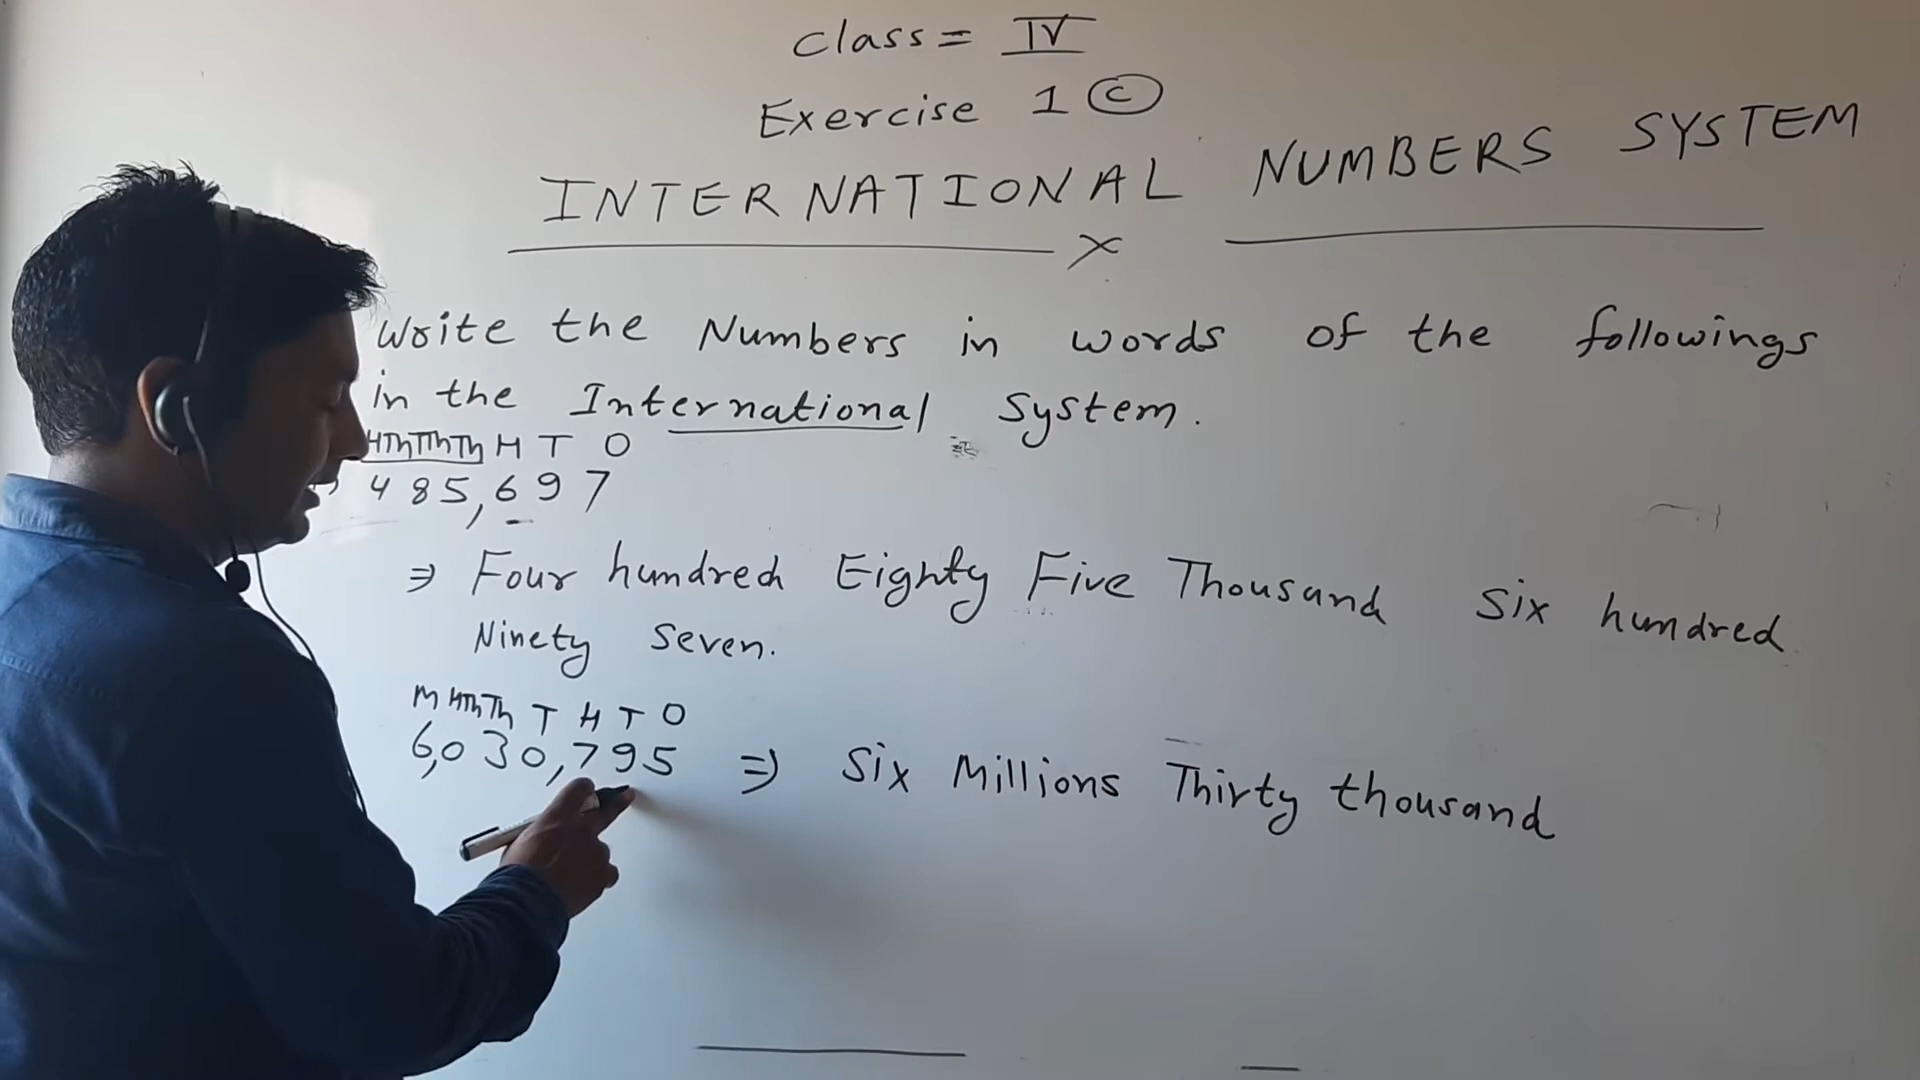 Class = IV
Exercise 1 (C)
INTERNATIONAL NUMBERS SYSTEM
Write the Numbers in words of the followings
in the International System.
HTh TTh Th H T O
485,697
⇒ Four hundred Eighty Five Thousand Six hundred
Ninety Seven.
M HTh Th T H T O
6,030,795 ⇒ Six Millions Thirty thousand